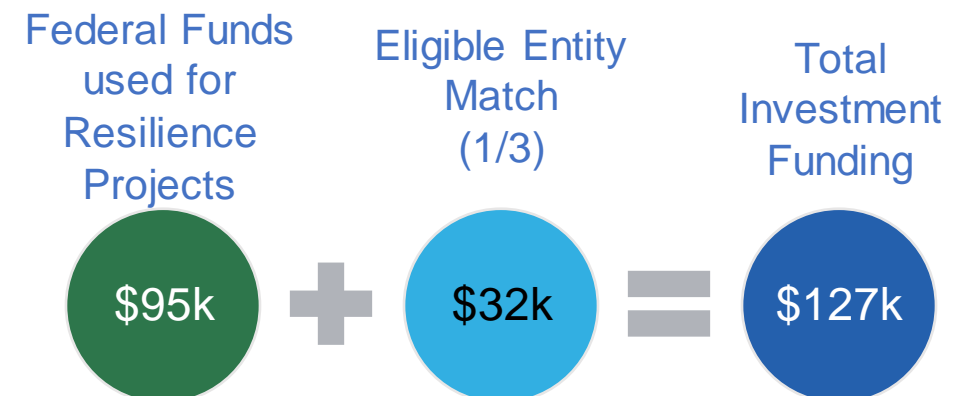 Federal Funds
used for
Resilience
Projects
Eligible Entity
Match
(1/3)
Total
Investment
Funding
$95k
$32k
$127k